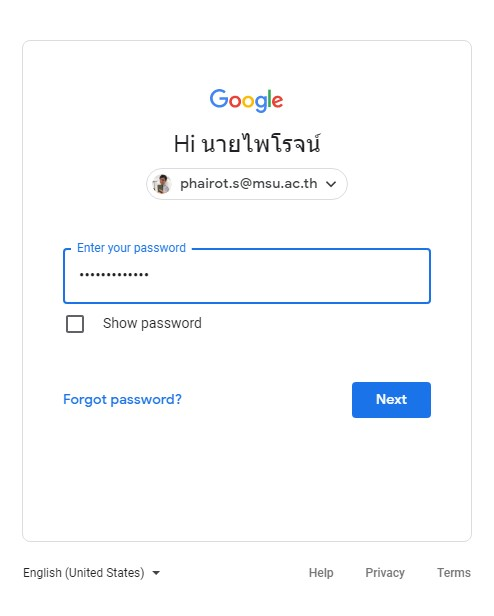 Google
Hi นายไพโรจน์
phairot.s@msu.ac.th
Enter your password
•••••••••••••
Show password
Forgot password?
Next
English (United States)
Help Privacy Terms